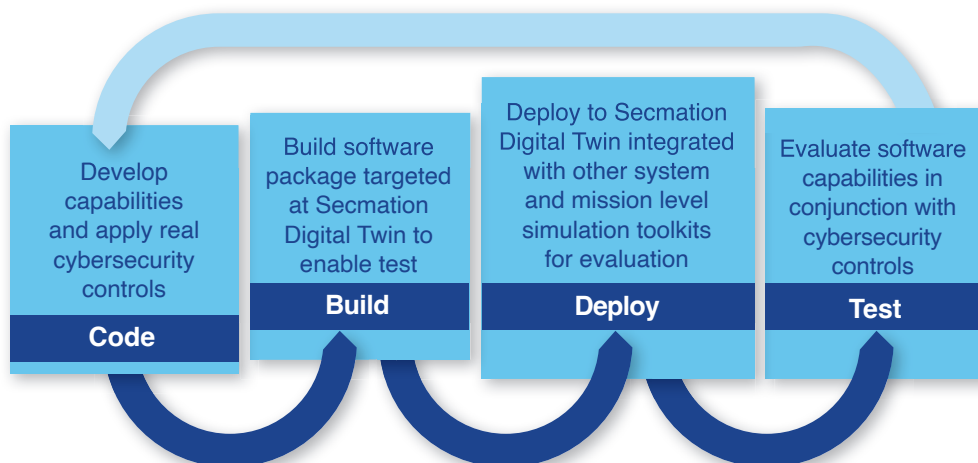 Develop
capabilities
and apply real
cybersecurity
controls
Code
Build software
package targeted
at Secmation
Digital Twin to
enable test
Build
Deploy to Secmation
Digital Twin integrated
with other system
and mission level
simulation toolkits
for evaluation
Deploy
Evaluate software
capabilities in
conjunction with
cybersecurity
controls
Test